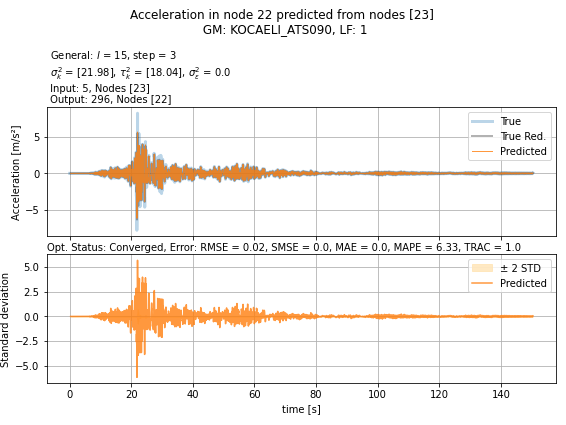 Acceleration in node 22 predicted from nodes [23]
GM: KOCAELI_ATS090, LF: 1
General: l = 15, step = 3
σ²ₖ = [21.98], τ²ₖ = [18.04], σ²ε = 0.0
Input: 5, Nodes [23]
Output: 296, Nodes [22]
True
True Red.
Predicted
Acceleration [m/s²]
5
0
−5
Opt. Status: Converged, Error: RMSE = 0.02, SMSE = 0.0, MAE = 0.0, MAPE = 6.33, TRAC = 1.0
± 2 STD
Predicted
Standard deviation
5.0
2.5
0.0
−2.5
−5.0
0 20 40 60 80 100 120 140
time [s]